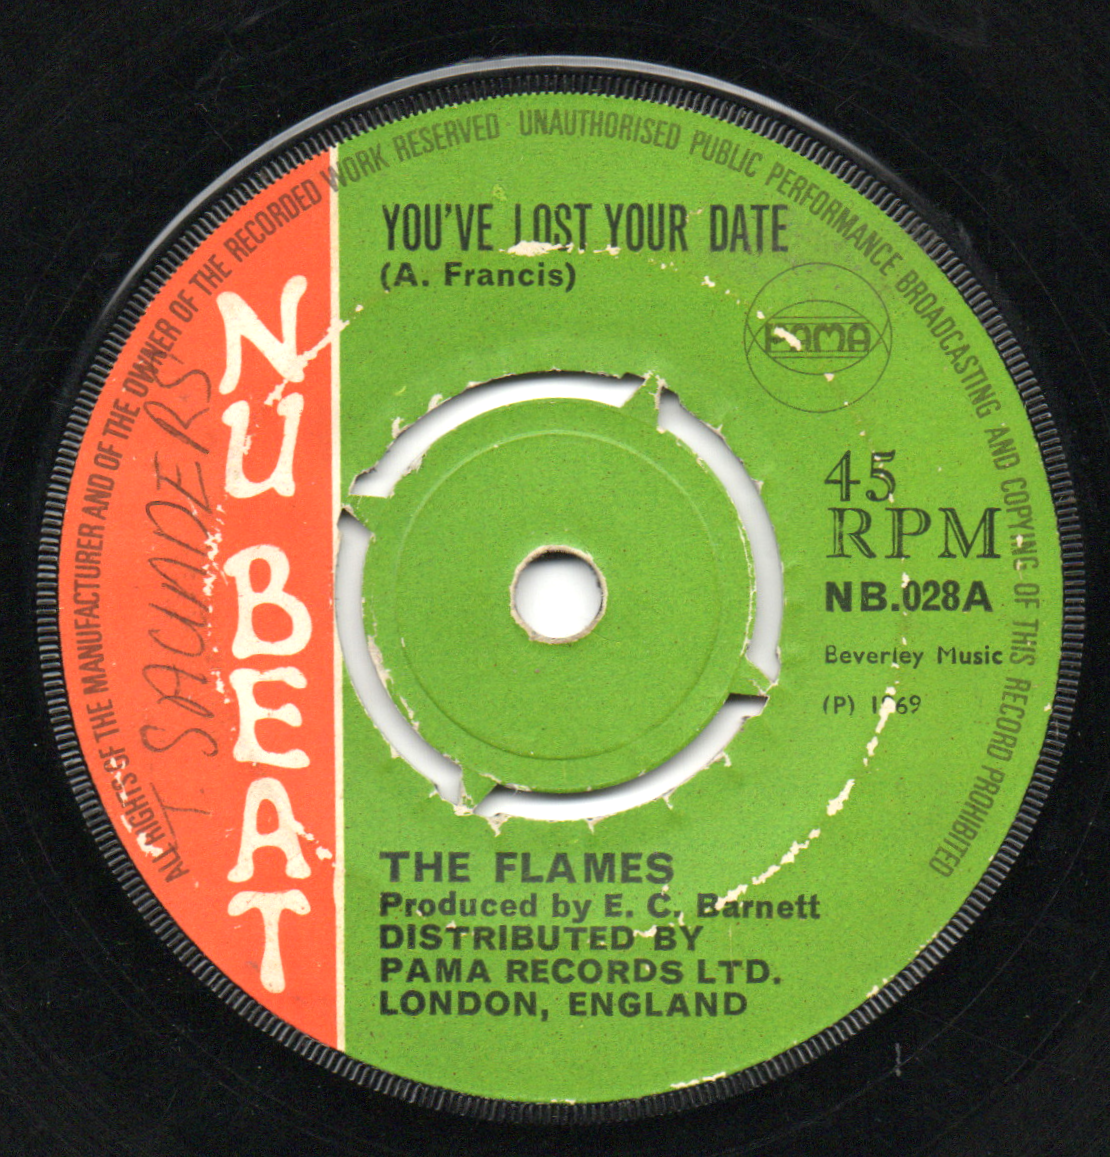 ALL RIGHTS OF THE MANUFACTURER AND OF THE OWNER OF THE RECORDED WORK RESERVED UNAUTHORISED PUBLIC PERFORMANCE BROADCASTING AND COPYING OF THIS RECORD PROHIBITED
YOU'VE LOST YOUR DATE
(A. Francis)
PAMA
NU BEAT
T. SAUNDERS
45
RPM
NB.028A
Beverley Music
(P) 1969
THE FLAMES
Produced by E. C. Barnett
DISTRIBUTED BY
PAMA RECORDS LTD.
LONDON, ENGLAND